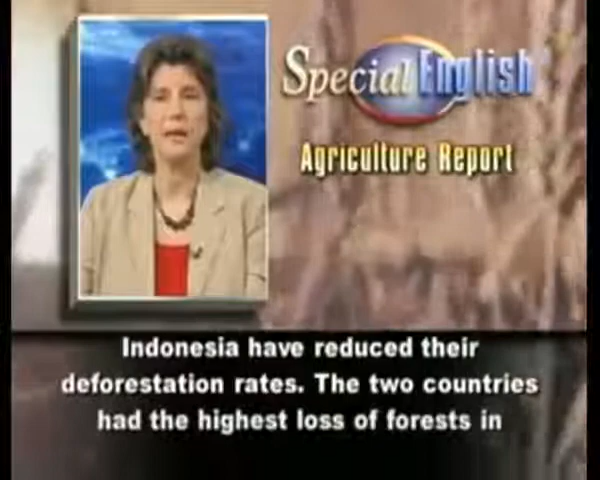 Special English
Agriculture Report
Indonesia have reduced their
deforestation rates. The two countries
had the highest loss of forests in